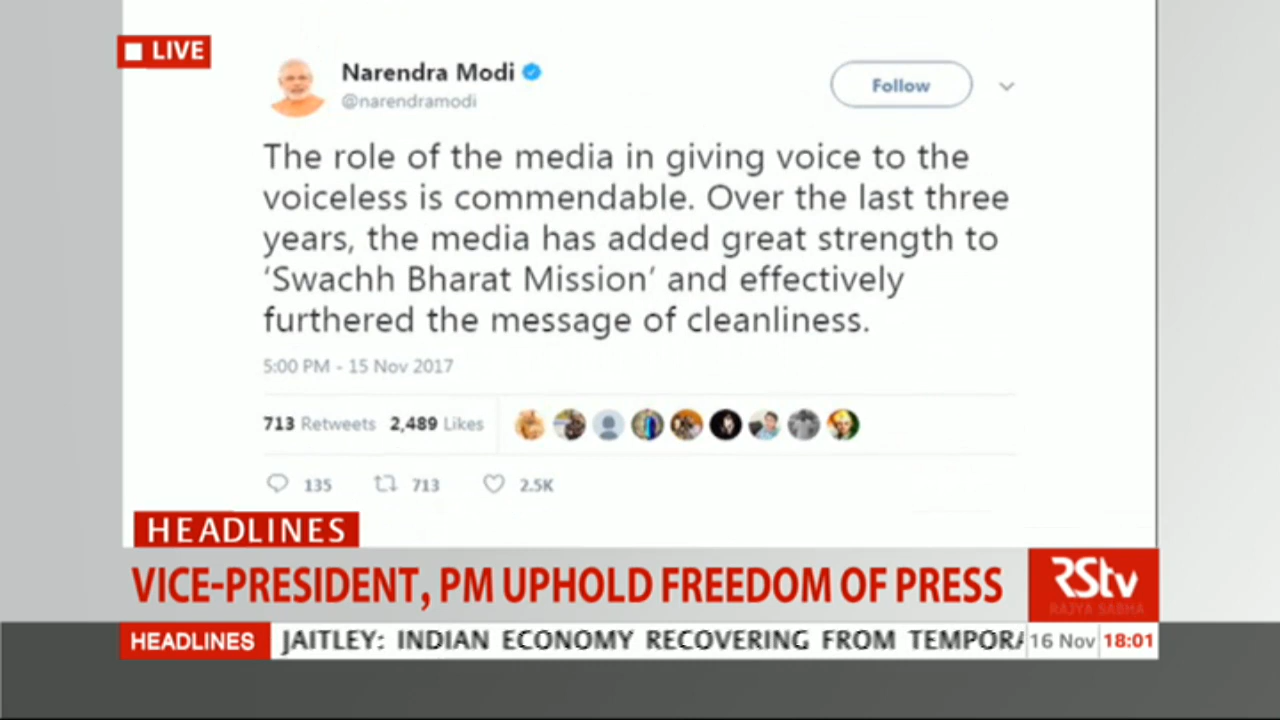 LIVE
Narendra Modi
@narendramodi
Follow
The role of the media in giving voice to the
voiceless is commendable. Over the last three
years, the media has added great strength to
‘Swachh Bharat Mission’ and effectively
furthered the message of cleanliness.
5:00 PM - 15 Nov 2017
713 Retweets 2,489 Likes
135 713 2.5K
HEADLINES
VICE-PRESIDENT, PM UPHOLD FREEDOM OF PRESS
RStv
RAJYA SABHA
HEADLINES JAITLEY: INDIAN ECONOMY RECOVERING FROM TEMPORA 16 Nov 18:01